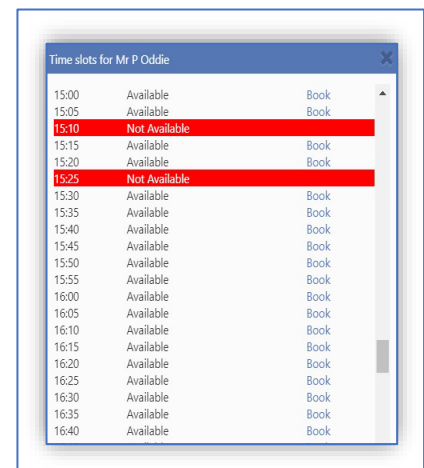 Time slots for Mr P Oddie
15:00 Available Book
15:05 Available Book
15:10 Not Available
15:15 Available Book
15:20 Available Book
15:25 Not Available
15:30 Available Book
15:35 Available Book
15:40 Available Book
15:45 Available Book
15:50 Available Book
15:55 Available Book
16:00 Available Book
16:05 Available Book
16:10 Available Book
16:15 Available Book
16:20 Available Book
16:25 Available Book
16:30 Available Book
16:35 Available Book
16:40 Available Book